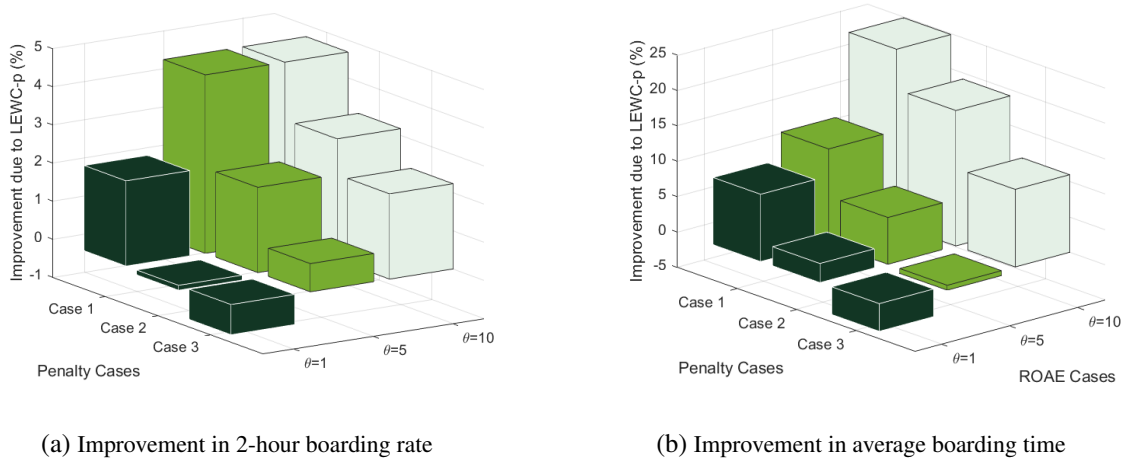 Improvement due to LEWC-p (%)
5
4
3
2
1
0
-1
Case 1
Case 2
Case 3
Penalty Cases
θ=1
θ=5
θ=10
(a) Improvement in 2-hour boarding rate
Improvement due to LEWC-p (%)
25
20
15
10
5
0
-5
Case 1
Case 2
Case 3
Penalty Cases
θ=1
θ=5
θ=10
ROAE Cases
(b) Improvement in average boarding time